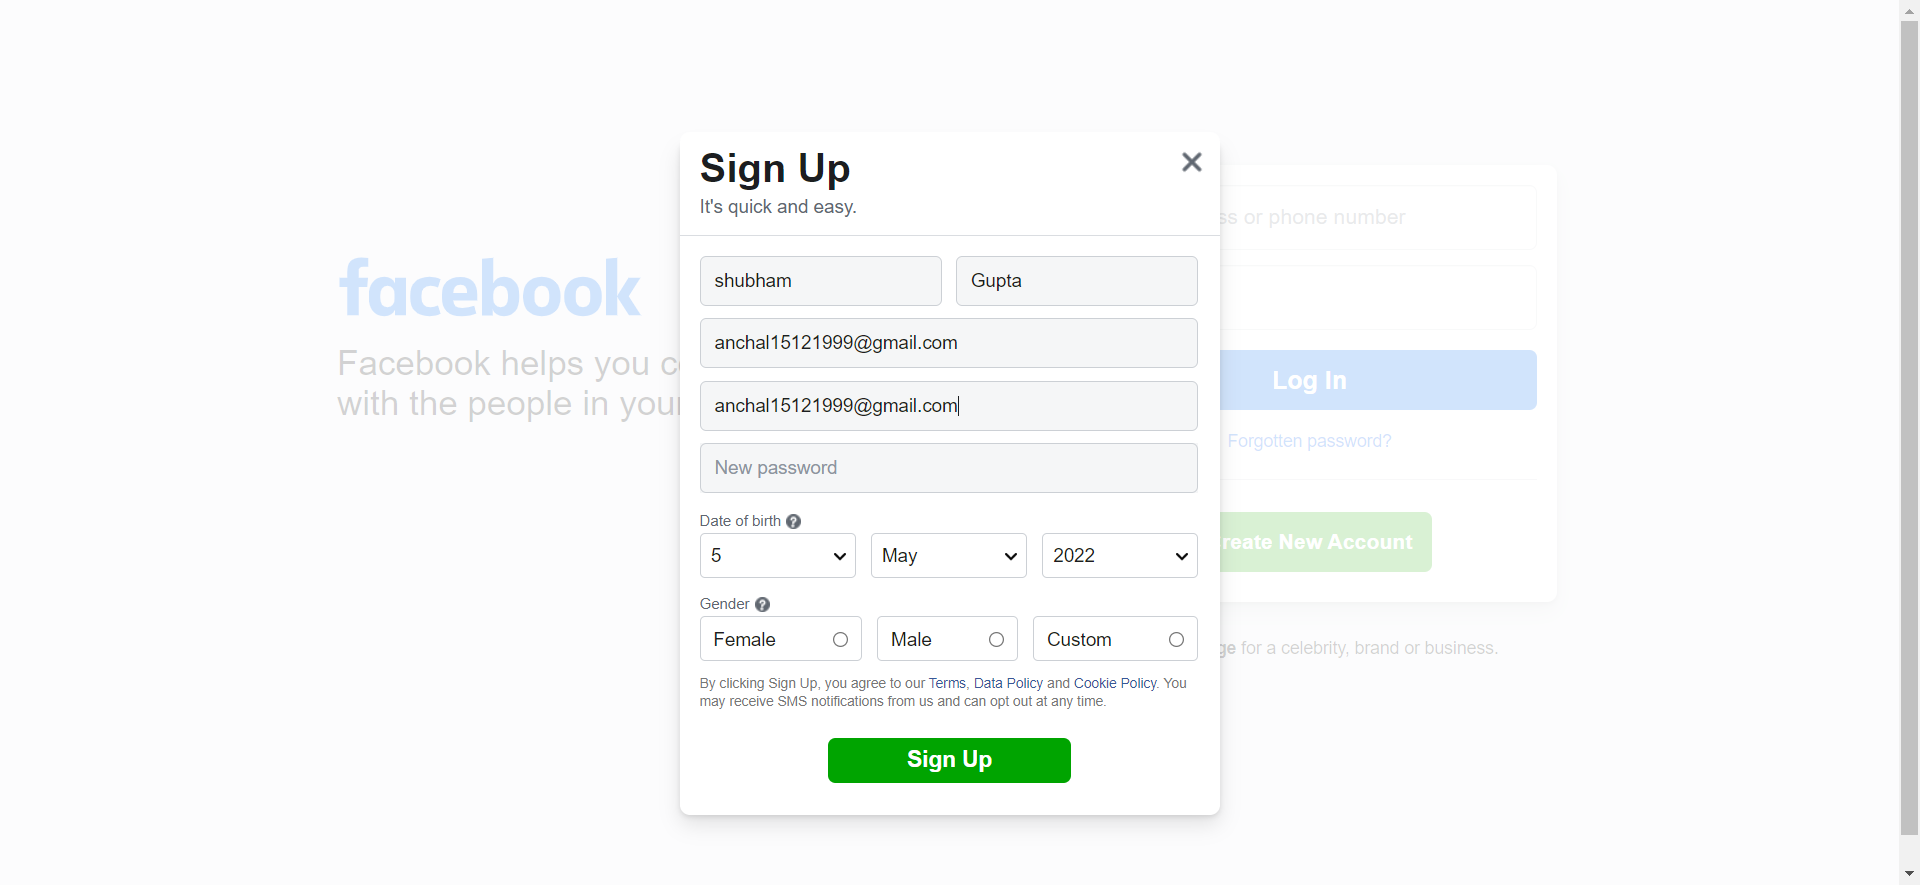 Sign Up
It's quick and easy.
shubham Gupta
anchal15121999@gmail.com
anchal15121999@gmail.com
New password
Date of birth ?
5 May 2022
Gender ?
Female Male Custom
By clicking Sign Up, you agree to our Terms, Data Policy and Cookie Policy. You
may receive SMS notifications from us and can opt out at any time.
Sign Up
facebook
Facebook helps you c
with the people in your
ss or phone number
Log In
Forgotten password?
reate New Account
ge for a celebrity, brand or business.